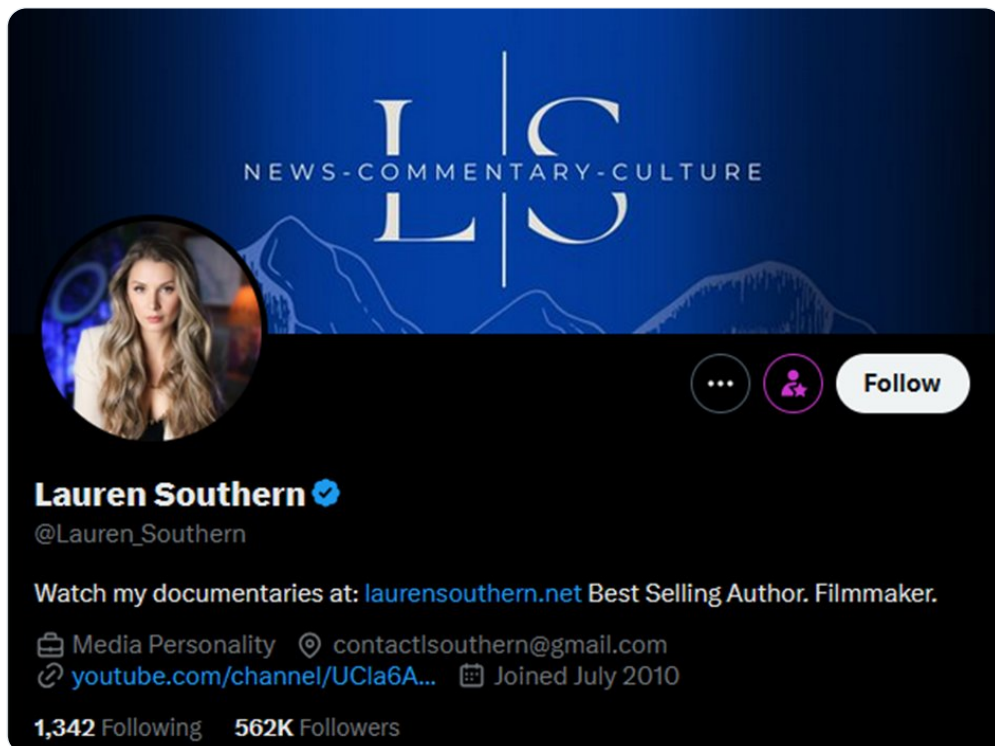 L S
NEWS-COMMENTARY-CULTURE
Follow
Lauren Southern
@Lauren_Southern
Watch my documentaries at: laurensouthern.net Best Selling Author. Filmmaker.
Media Personality contactlsouthern@gmail.com
youtube.com/channel/UCla6A... Joined July 2010
1,342 Following 562K Followers